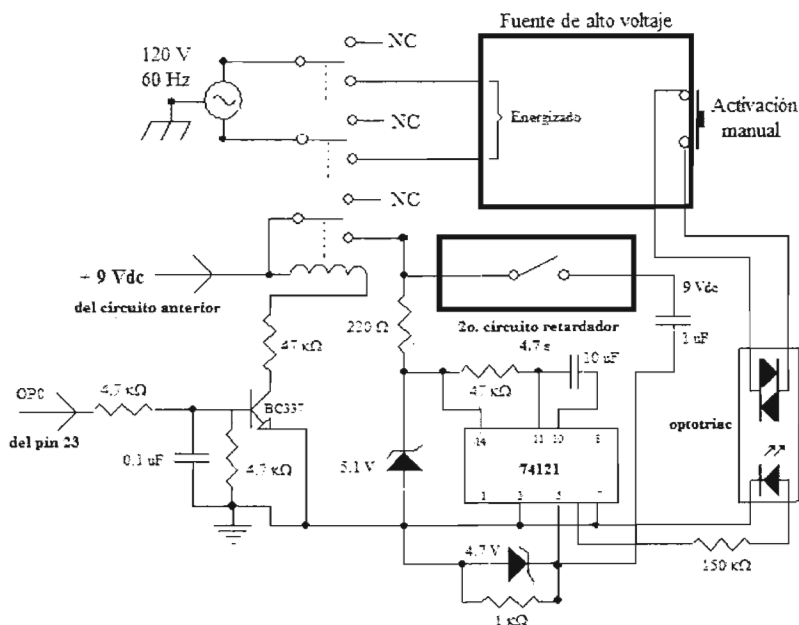 Fuente de alto voltaje
120 V
60 Hz
NC
NC
NC
Energizado
Activación
manual
+ 9 Vdc
del circuito anterior
2o. circuito retardador
9 Vdc
1 uF
220 Ω
4.7 s
10 uF
47 kΩ
47 kΩ
OP0
4.7 kΩ
del pin 23
BC337
0.1 uF
4.7 kΩ
5.1 V
14
11
10
74121
1
3
5
7
optotriac
4.7 V
1 kΩ
150 kΩ